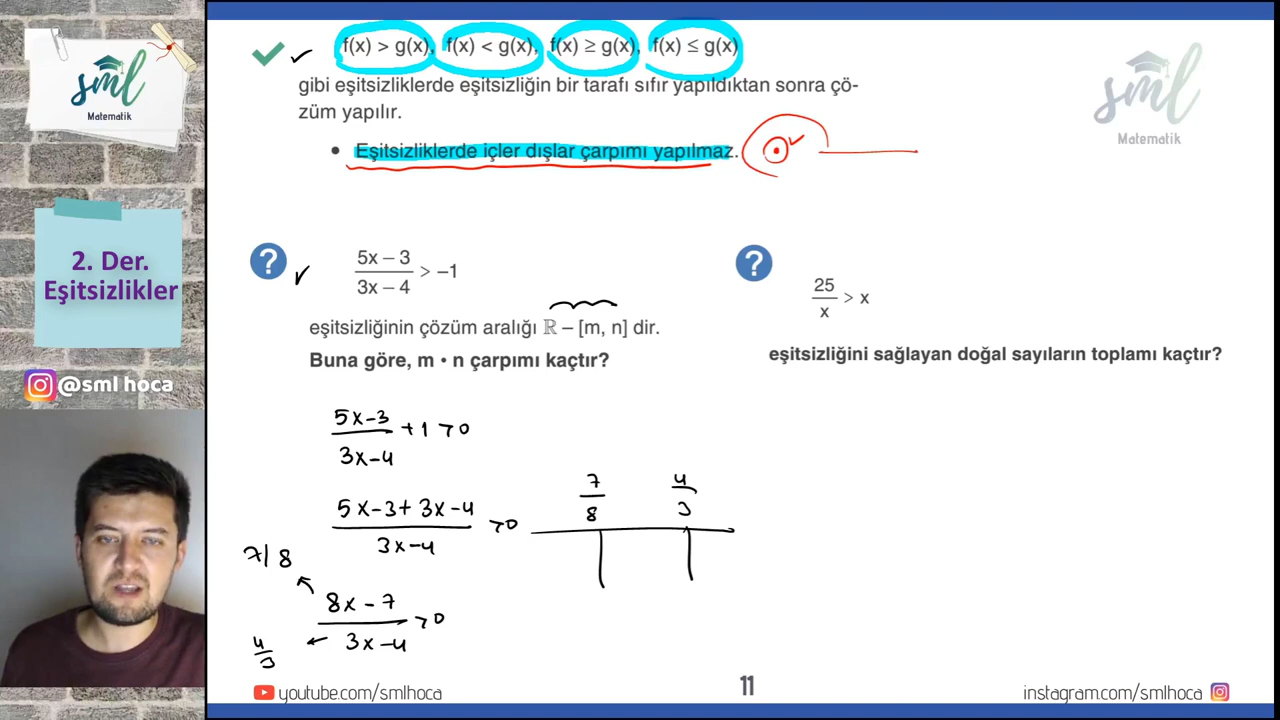 sml
Matematik
2. Der.
Eşitsizlikler
@sml hoca
f(x) > g(x), f(x) < g(x), f(x) ≥ g(x), f(x) ≤ g(x)
gibi eşitsizliklerde eşitsizliğin bir tarafı sıfır yapıldıktan sonra çö-
züm yapılır.
• Eşitsizliklerde içler dışlar çarpımı yapılmaz.
sml
Matematik
?
5x – 3
3x – 4
> –1
eşitsizliğinin çözüm aralığı ℝ – [m, n] dir.
Buna göre, m • n çarpımı kaçtır?
5x-3
3x-4
+1 >0
5x-3+3x-4
3x-4
>0
7/8
8x-7
3x-4
>0
4
3
7
8
4
3
?
25
x
> x
eşitsizliğini sağlayan doğal sayıların toplamı kaçtır?
youtube.com/smlhoca
11
instagram.com/smlhoca